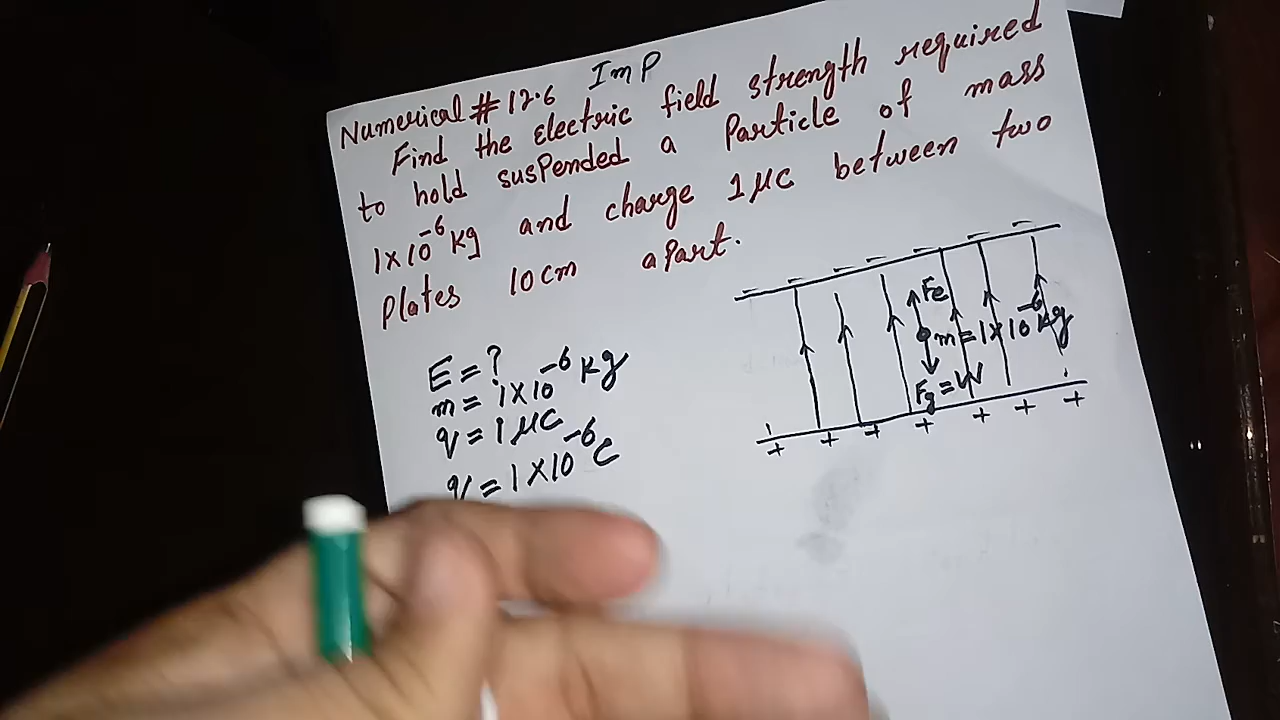 Numerical # 12.6 ImP
Find the electric field strength required
to hold suspended a Particle of mass
1×10⁻⁶ kg and charge 1μC between two
Plates 10cm apart.
E = ?
m = 1×10⁻⁶ kg
q = 1 μC
q = 1×10⁻⁶ C
- - - - - - -
Fe
m = 1×10⁻⁶ kg
Fg = W
+ + + + + + +